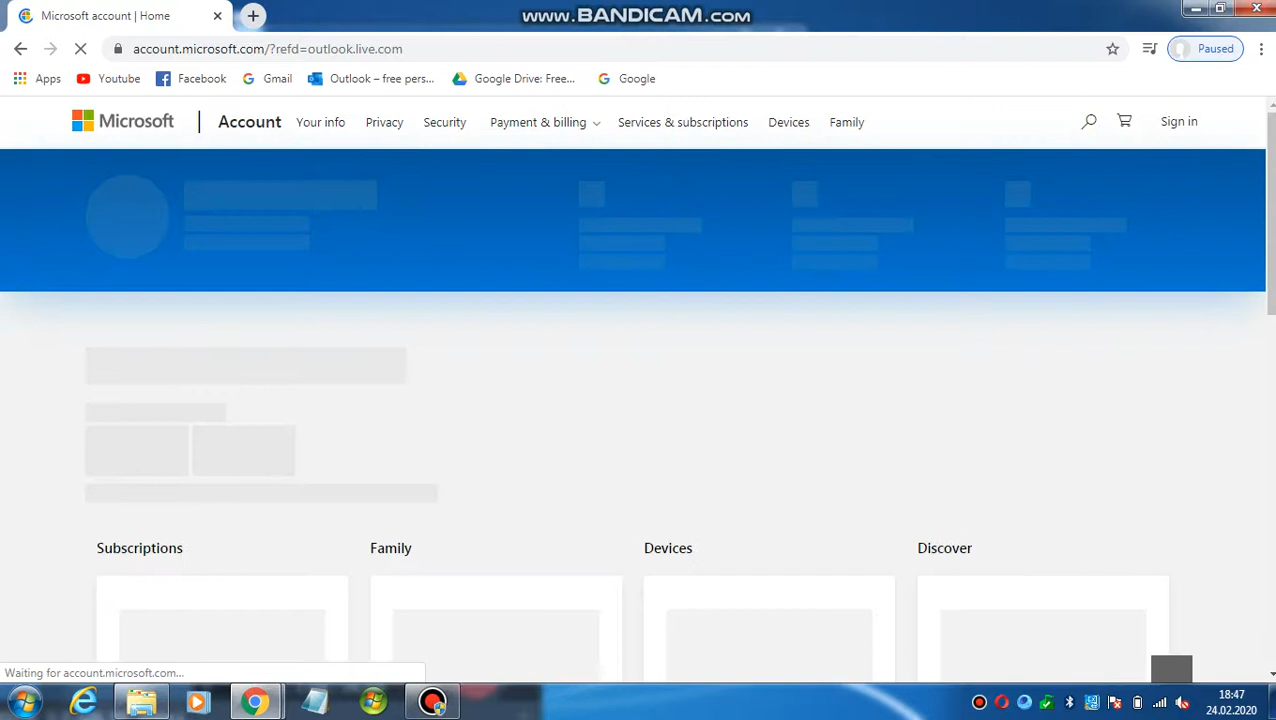 Microsoft account | Home
www.BANDICAM.com
account.microsoft.com/?refd=outlook.live.com
Paused
Apps Youtube Facebook Gmail Outlook – free pers... Google Drive: Free... Google
Microsoft Account Your info Privacy Security Payment & billing Services & subscriptions Devices Family Sign in
Subscriptions Family Devices Discover
Waiting for account.microsoft.com...
18:47
24.02.2020